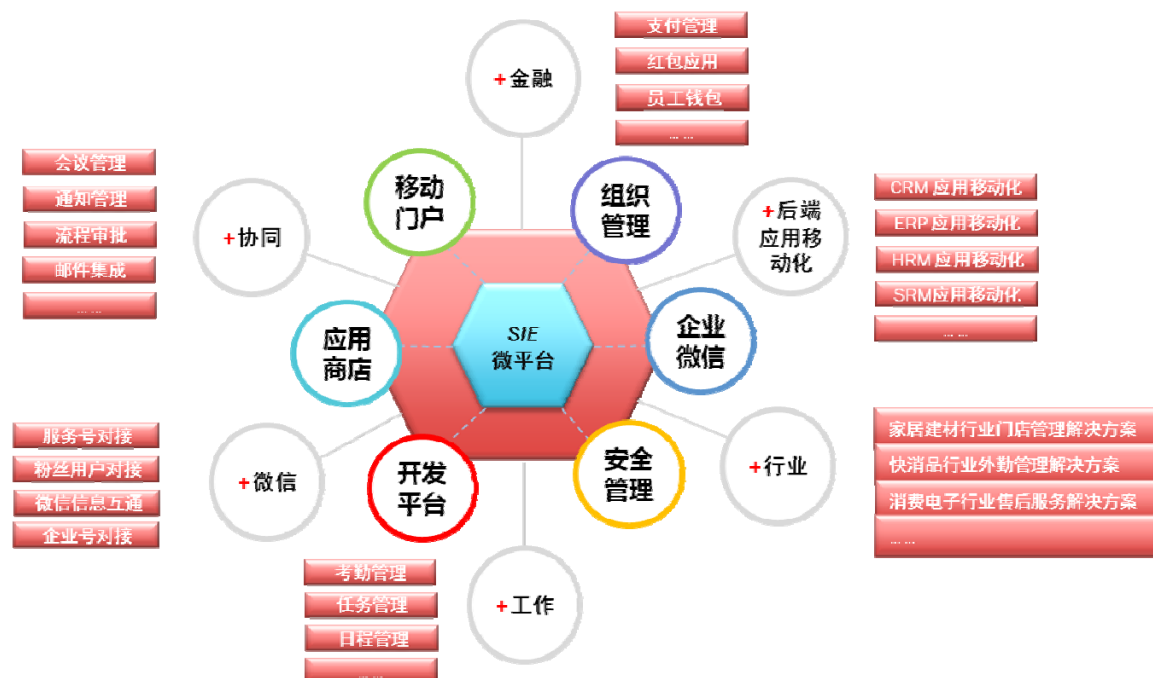 支付管理
红包应用
员工钱包
... ...
+金融
会议管理
通知管理
流程审批
邮件集成
... ...
+协同
移动
门户
组织
管理
+后端
应用移
动化
CRM 应用移动化
ERP 应用移动化
HRM 应用移动化
SRM应用移动化
... ...
应用
商店
SIE
微平台
企业
微信
服务号对接
粉丝用户对接
微信信息互通
企业号对接
+微信
开发
平台
安全
管理
+行业
家居建材行业门店管理解决方案
快消品行业外勤管理解决方案
消费电子行业售后服务解决方案
... ...
考勤管理
任务管理
日程管理
... ...
+工作